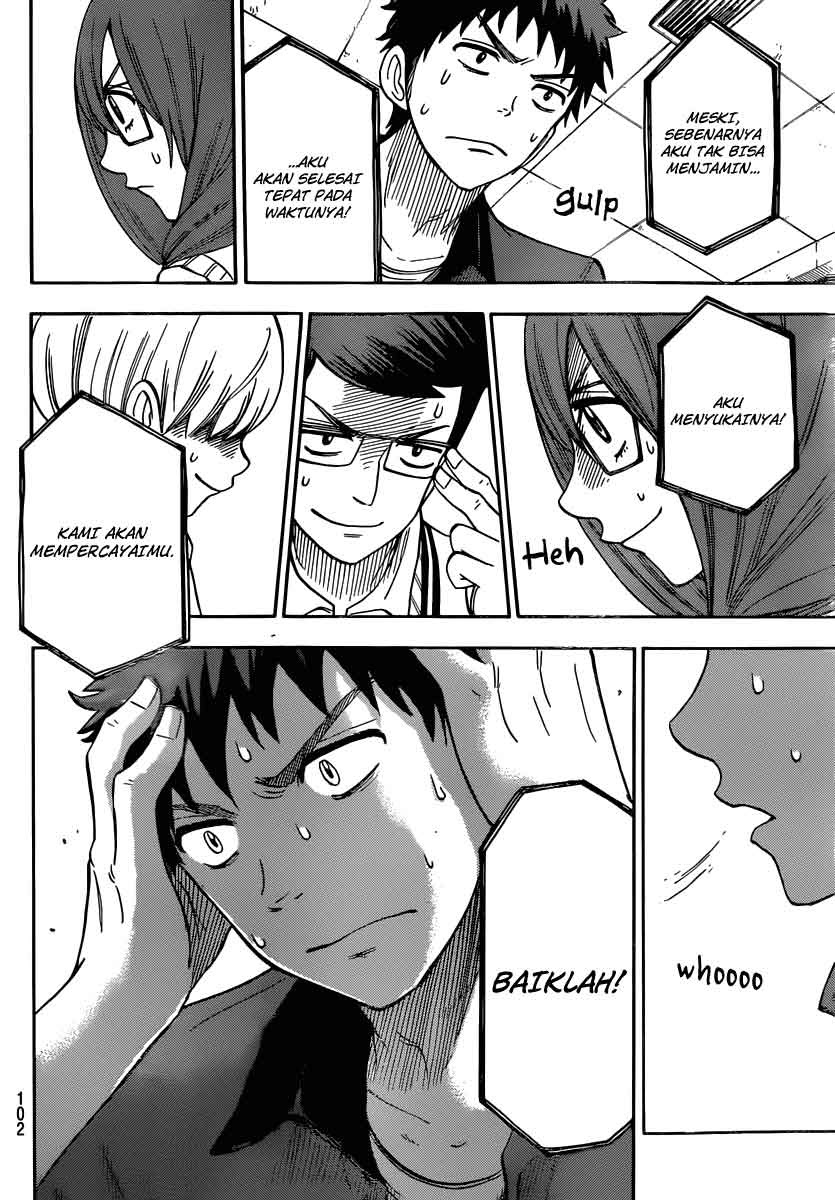 MESKI,
SEBENARNYA
AKU TAK BISA
MENJAMIN...
gulp
...AKU
AKAN SELESAI
TEPAT PADA
WAKTUNYA!
AKU
MENYUKAINYA!
Heh
KAMI AKAN
MEMPERCAYAIMU.
whoooo
BAIKLAH!
102